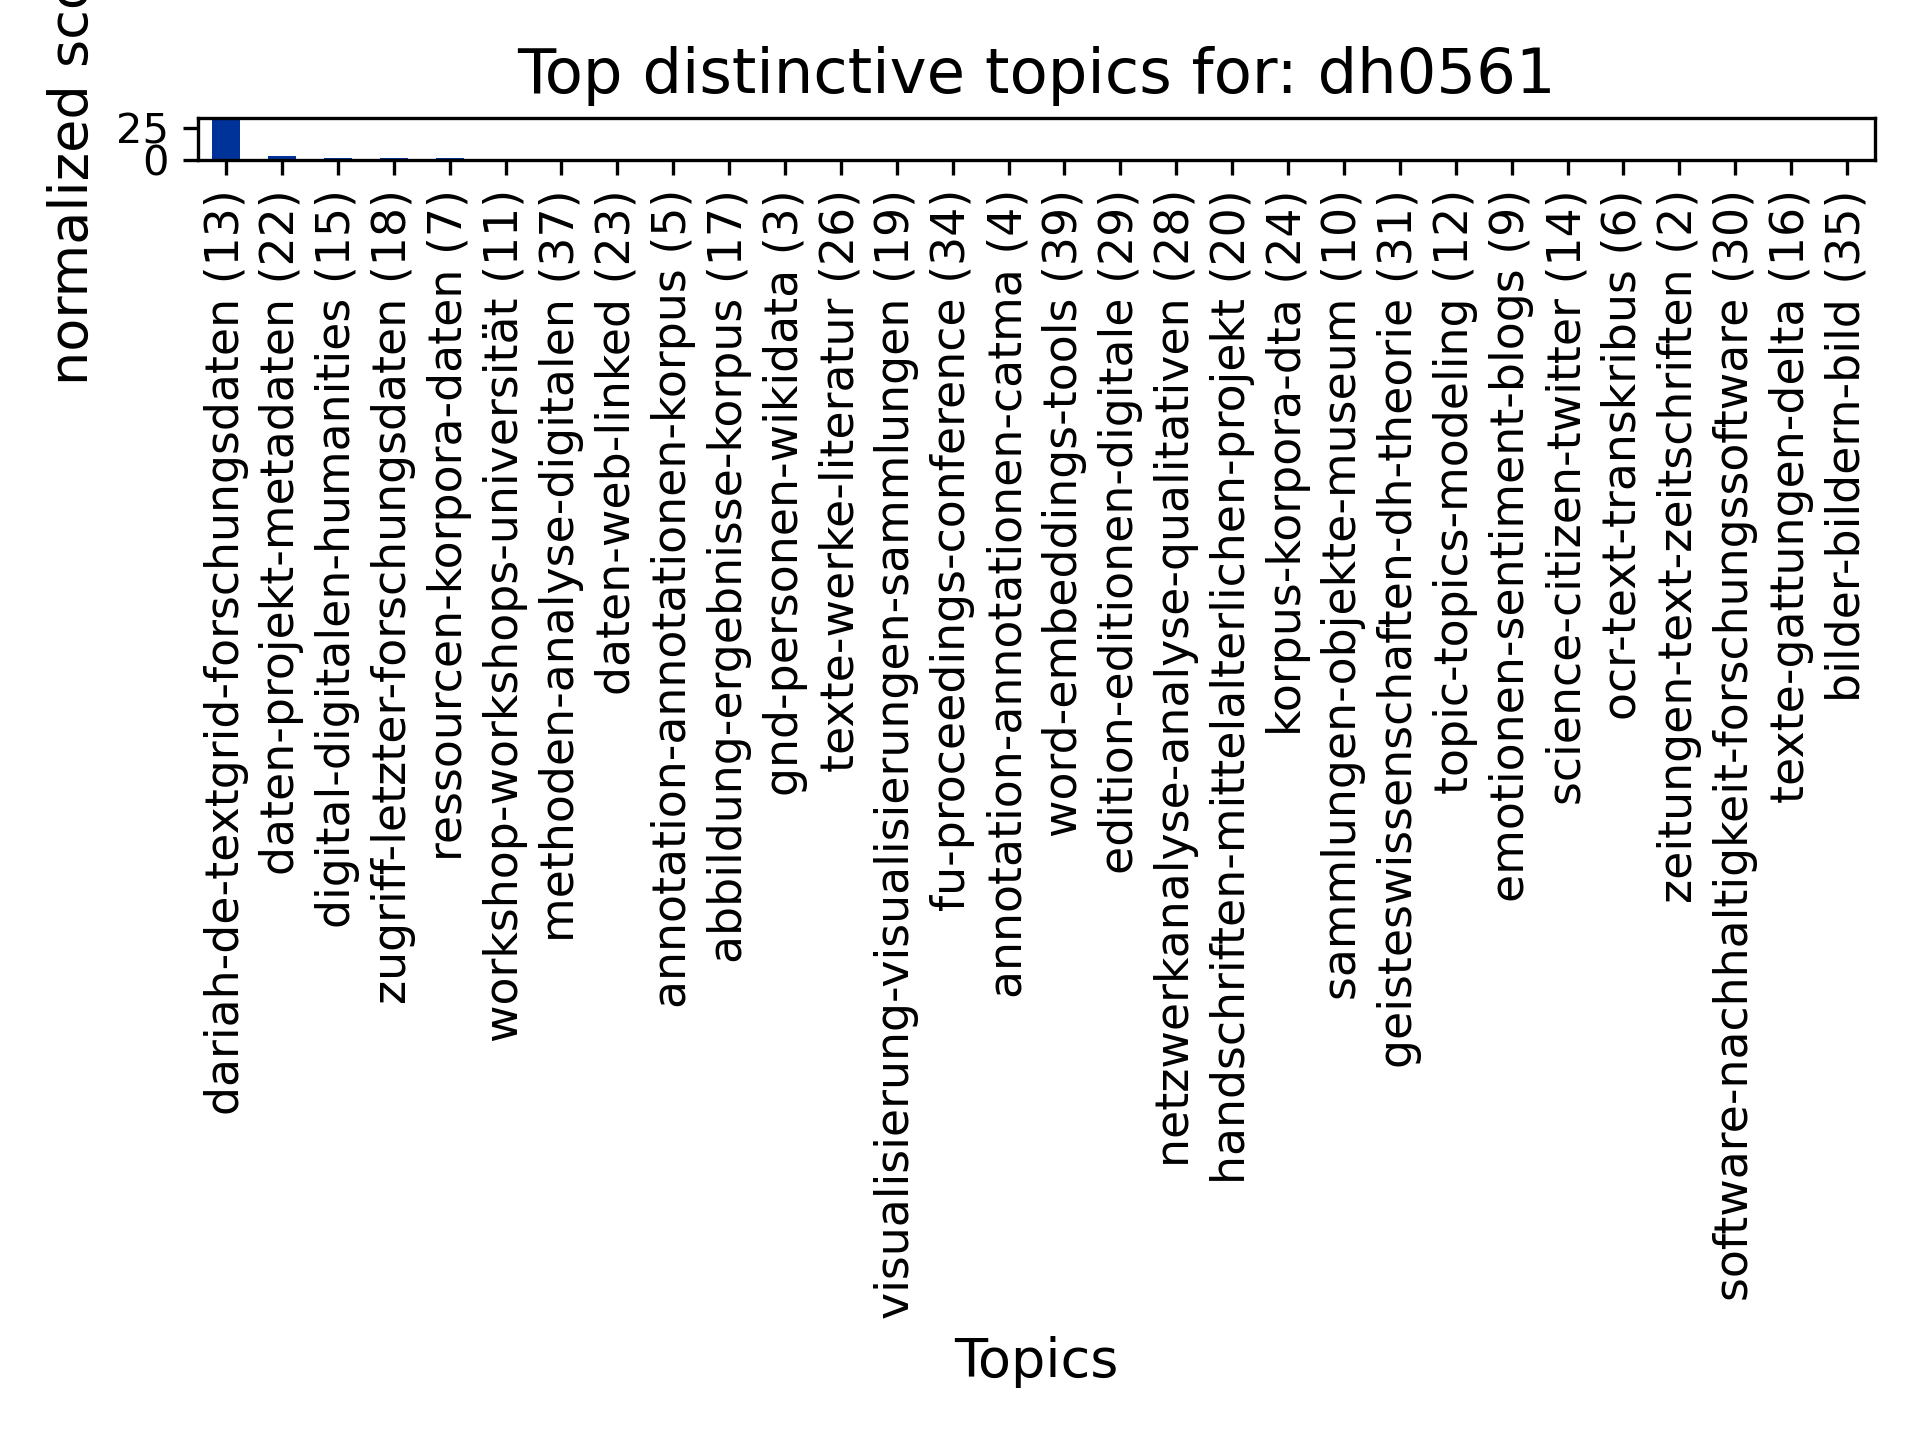 Top distinctive topics for: dh0561
normalized sco
25
0
dariah-de-textgrid-forschungsdaten (13)
daten-projekt-metadaten (22)
digital-digitalen-humanities (15)
zugriff-letzter-forschungsdaten (18)
ressourcen-korpora-daten (7)
workshop-workshops-universität (11)
methoden-analyse-digitalen (37)
daten-web-linked (23)
annotation-annotationen-korpus (5)
abbildung-ergebnisse-korpus (17)
gnd-personen-wikidata (3)
texte-werke-literatur (26)
visualisierung-visualisierungen-sammlungen (19)
fu-proceedings-conference (34)
annotation-annotationen-catma (4)
word-embeddings-tools (39)
edition-editionen-digitale (29)
netzwerkanalyse-analyse-qualitativen (28)
handschriften-mittelalterlichen-projekt (20)
korpus-korpora-dta (24)
sammlungen-objekte-museum (10)
geisteswissenschaften-dh-theorie (31)
topic-topics-modeling (12)
emotionen-sentiment-blogs (9)
science-citizen-twitter (14)
ocr-text-transkribus (6)
zeitungen-text-zeitschriften (2)
software-nachhaltigkeit-forschungssoftware (30)
texte-gattungen-delta (16)
bilder-bildern-bild (35)
Topics